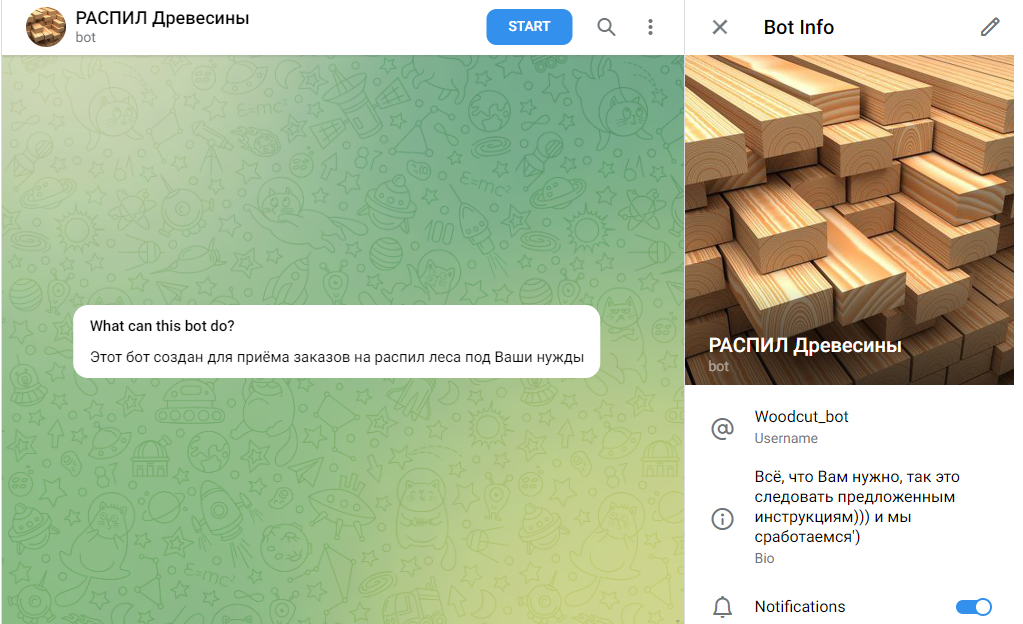 РАСПИЛ Древесины
bot
START
What can this bot do?
Этот бот создан для приёма заказов на распил леса под Ваши нужды
Bot Info
РАСПИЛ Древесины
bot
Woodcut_bot
Username
Всё, что Вам нужно, так это
следовать предложенным
инструкциям))) и мы
сработаемся')
Bio
Notifications